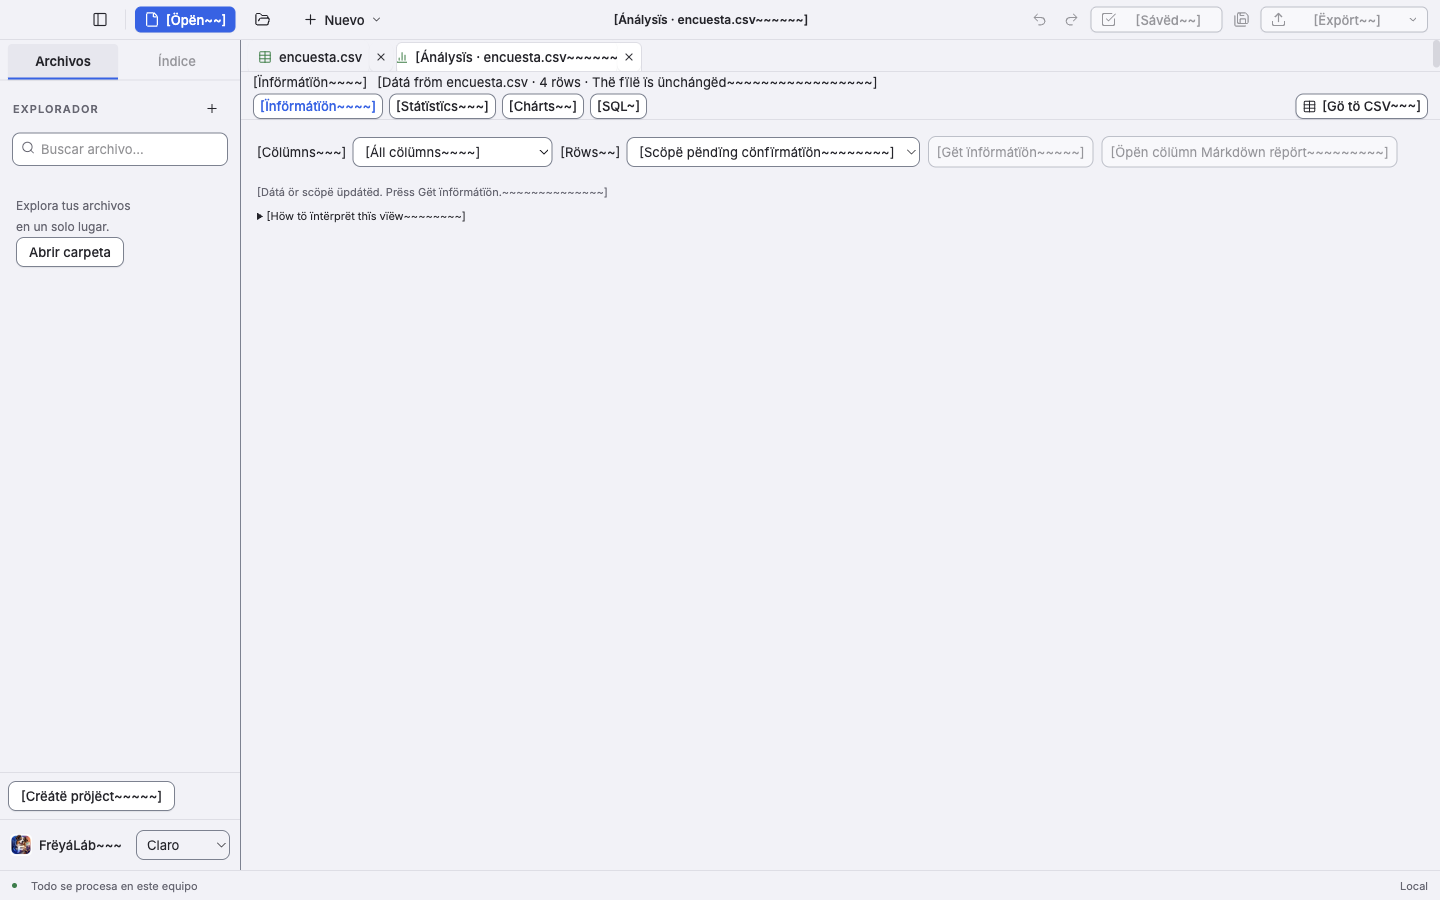 [Öpën~~]
Nuevo
[Ánálysïs · encuesta.csv~~~~~~]
[Sávëd~~]
[Ëxpört~~]
Archivos
Índice
encuesta.csv
[Ánálysïs · encuesta.csv~~~~~~
[Ïnförmátïön~~~~] [Dátá fröm encuesta.csv · 4 röws · Thë fïlë ïs ünchángëd~~~~~~~~~~~~~~~~~]
[Ïnförmátïön~~~~]
[Státïstïcs~~~]
[Chárts~~]
[SQL~]
[Gö tö CSV~~~]
EXPLORADOR
Buscar archivo...
Explora tus archivos
en un solo lugar.
Abrir carpeta
[Cölümns~~~]
[Áll cölümns~~~~]
[Röws~~]
[Scöpë pëndïng cönfïrmátïön~~~~~~~~]
[Gët ïnförmátïön~~~~~]
[Öpën cölümn Márkdöwn rëpört~~~~~~~~~]
[Dátá ör scöpë üpdátëd. Prëss Gët ïnförmátïön.~~~~~~~~~~~~~~]
[Höw tö ïntërprët thïs vïëw~~~~~~~~]
[Crëátë pröjëct~~~~~]
FrëyáLáb~~~
Claro
Todo se procesa en este equipo
Local